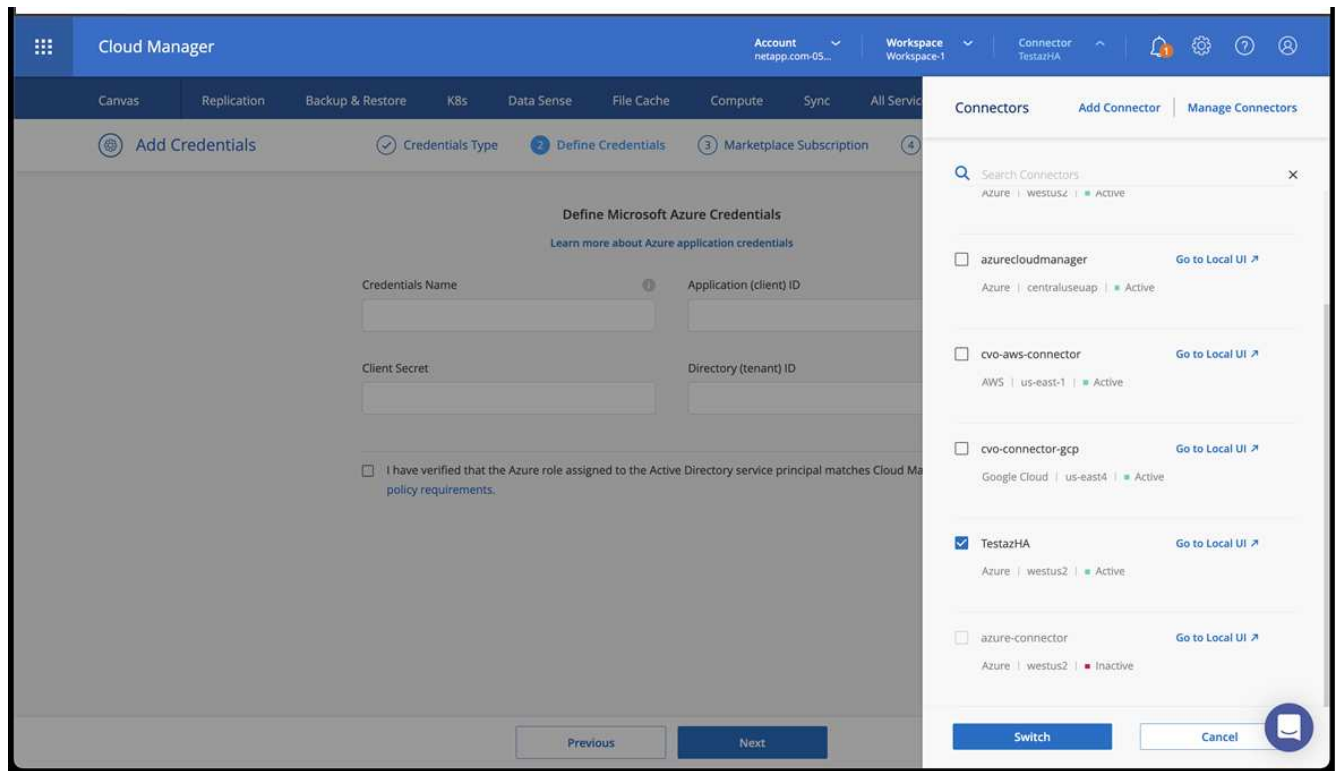 Cloud Manager
Account
netapp.com-05...
Workspace
Workspace-1
Connector
TestazHA
1
Canvas Replication Backup & Restore K8s Data Sense File Cache Compute Sync All Servic
Add Credentials Credentials Type 2 Define Credentials 3 Marketplace Subscription 4
Define Microsoft Azure Credentials
Learn more about Azure application credentials
Credentials Name Application (client) ID
Client Secret Directory (tenant) ID
I have verified that the Azure role assigned to the Active Directory service principal matches Cloud Ma
policy requirements.
Previous Next
Connectors Add Connector | Manage Connectors
Search Connectors
Azure | westus2 | Active
azurecloudmanager Go to Local UI
Azure | centraluseuap | Active
cvo-aws-connector Go to Local UI
AWS | us-east-1 | Active
cvo-connector-gcp Go to Local UI
Google Cloud | us-east4 | Active
TestazHA Go to Local UI
Azure | westus2 | Active
azure-connector Go to Local UI
Azure | westus2 | Inactive
Switch Cancel